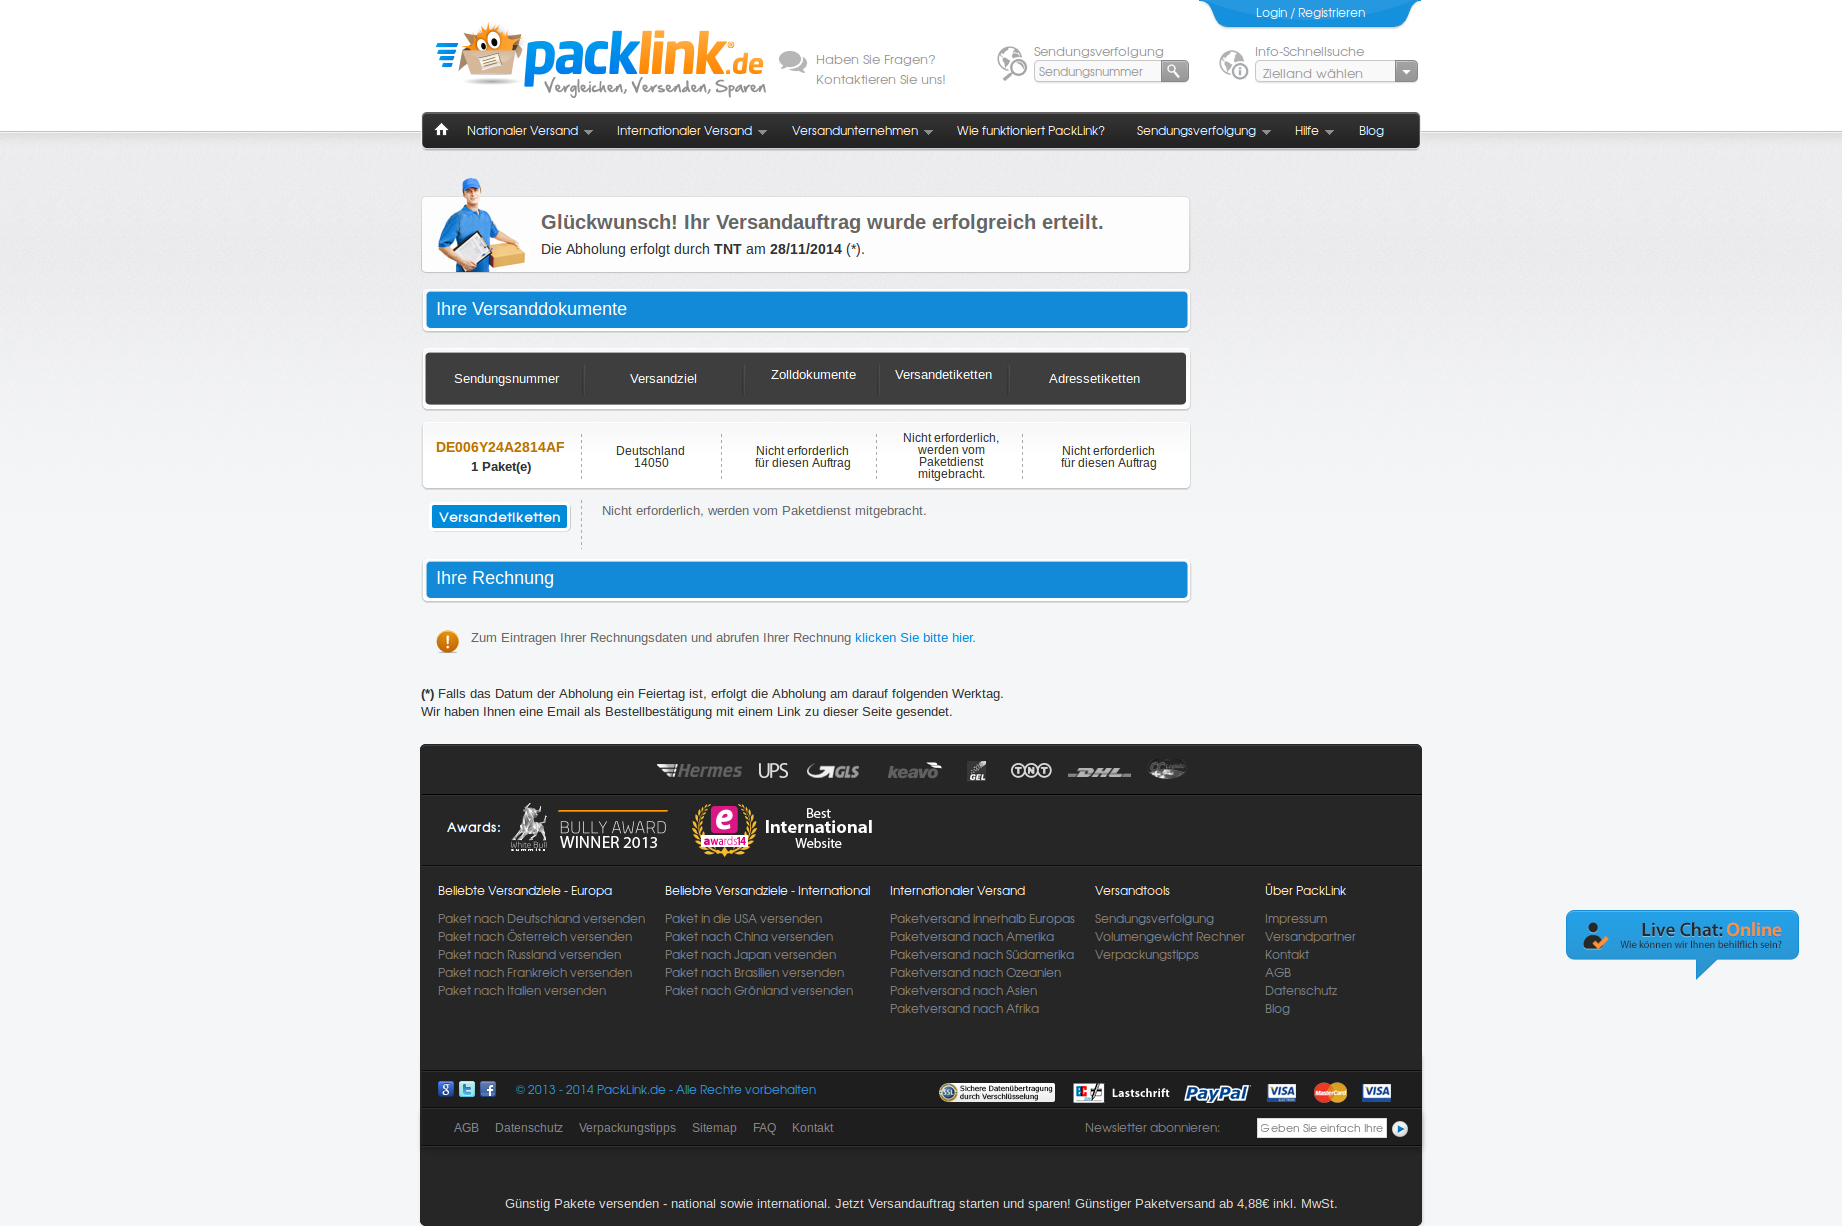 Login / Registrieren
packlink.de
Vergleichen, Versenden, Sparen
Haben Sie Fragen?
Kontaktieren Sie uns!
Sendungsverfolgung
Sendungsnummer
Info-Schnellsuche
Zielland wählen
Nationaler Versand
Internationaler Versand
Versandunternehmen
Wie funktioniert PackLink?
Sendungsverfolgung
Hilfe
Blog
Glückwunsch! Ihr Versandauftrag wurde erfolgreich erteilt.
Die Abholung erfolgt durch TNT am 28/11/2014 (*).
Ihre Versanddokumente
Sendungsnummer
Versandziel
Zolldokumente
Versandetiketten
Adressetiketten
DE006Y24A2814AF
1 Paket(e)
Deutschland
14050
Nicht erforderlich
für diesen Auftrag
Nicht erforderlich,
werden vom
Paketdienst
mitgebracht.
Nicht erforderlich
für diesen Auftrag
Versandetiketten
Nicht erforderlich, werden vom Paketdienst mitgebracht.
Ihre Rechnung
Zum Eintragen Ihrer Rechnungsdaten und abrufen Ihrer Rechnung klicken Sie bitte hier.
(*) Falls das Datum der Abholung ein Feiertag ist, erfolgt die Abholung am darauf folgenden Werktag.
Wir haben Ihnen eine Email als Bestellbestätigung mit einem Link zu dieser Seite gesendet.
Hermes UPS GLS keavo GEL TNT DHL
Awards:
White Bull
summits
BULLY AWARD
WINNER 2013
e
awards14
Best
International
Website
Beliebte Versandziele - Europa
Paket nach Deutschland versenden
Paket nach Österreich versenden
Paket nach Russland versenden
Paket nach Frankreich versenden
Paket nach Italien versenden
Beliebte Versandziele - International
Paket in die USA versenden
Paket nach China versenden
Paket nach Japan versenden
Paket nach Brasilien versenden
Paket nach Grönland versenden
Internationaler Versand
Paketversand innerhalb Europas
Paketversand nach Amerika
Paketversand nach Südamerika
Paketversand nach Ozeanien
Paketversand nach Asien
Paketversand nach Afrika
Versandtools
Sendungsverfolgung
Volumengewicht Rechner
Verpackungstipps
Über PackLink
Impressum
Versandpartner
Kontakt
AGB
Datenschutz
Blog
Live Chat: Online
Wie können wir Ihnen behilflich sein?
© 2013 - 2014 PackLink.de - Alle Rechte vorbehalten
SSL
Sichere Datenübertragung
durch Verschlüsselung
EC
Lastschrift
PayPal
VISA
MasterCard
VISA
AGB
Datenschutz
Verpackungstipps
Sitemap
FAQ
Kontakt
Newsletter abonnieren:
Geben Sie einfach Ihre
Günstig Pakete versenden - national sowie international. Jetzt Versandauftrag starten und sparen! Günstiger Paketversand ab 4,88€ inkl. MwSt.